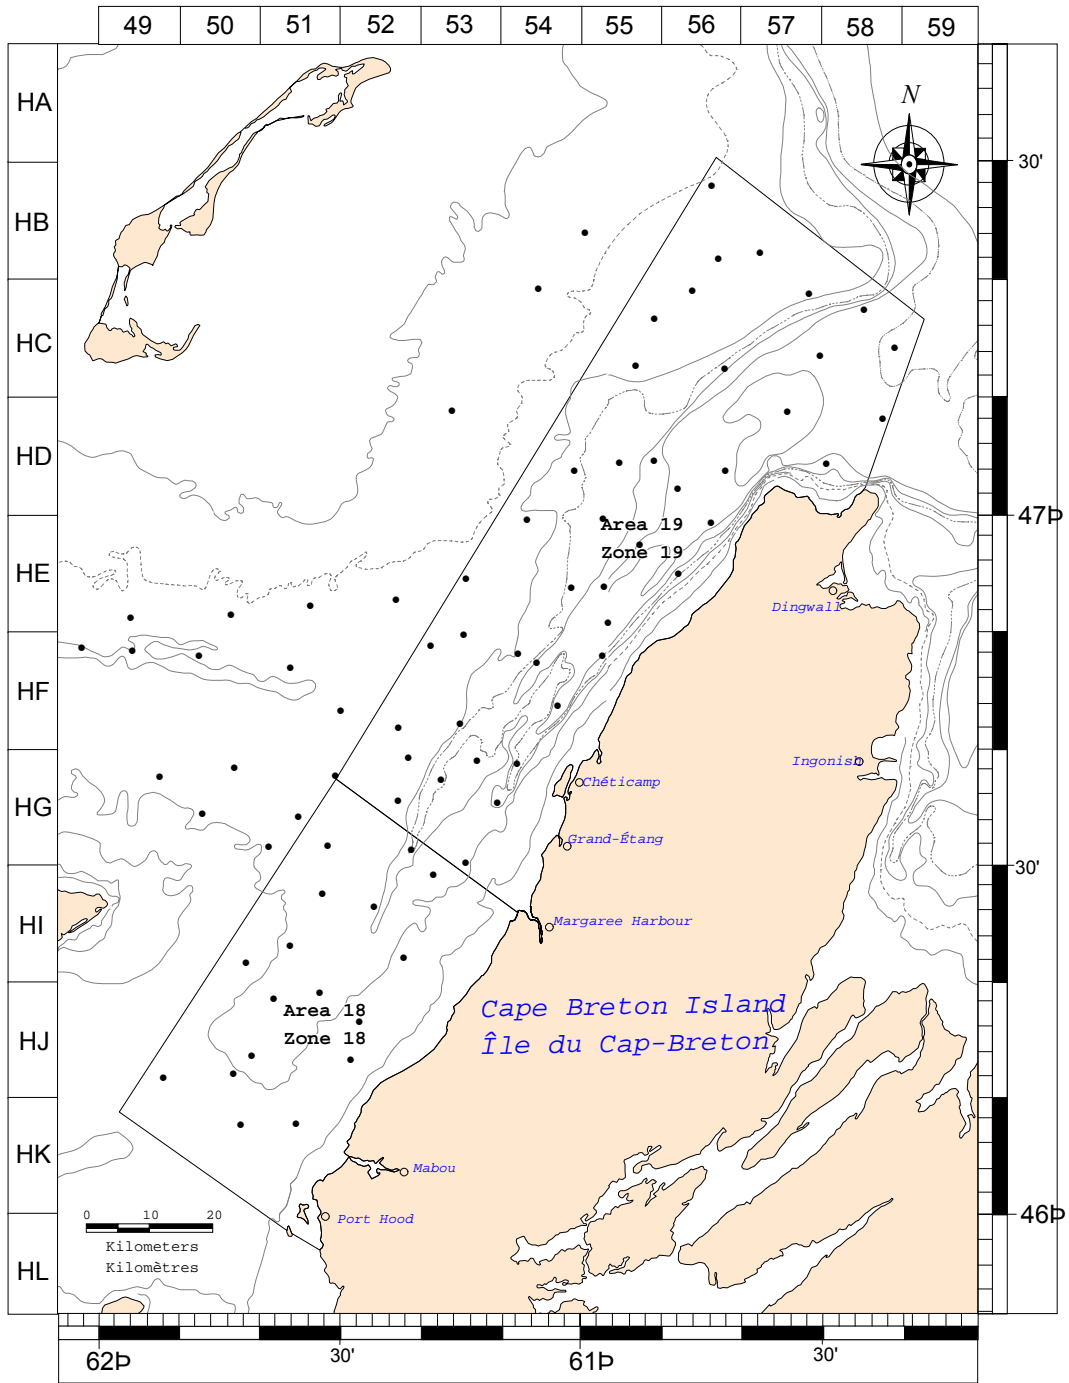 49 50 51 52 53 54 55 56 57 58 59
HA
N
30'
HB
HC
HD
47Þ
Area 19
Zone 19
HE
Dingwall
HF
Ingonish
Chéticamp
HG
Grand-Étang
30'
HI
Margaree Harbour
Area 18
Zone 18
Cape Breton Island
Île du Cap-Breton
HJ
HK
Mabou
0 10 20
Port Hood
46Þ
Kilometers
Kilomètres
HL
62Þ 30' 61Þ 30'